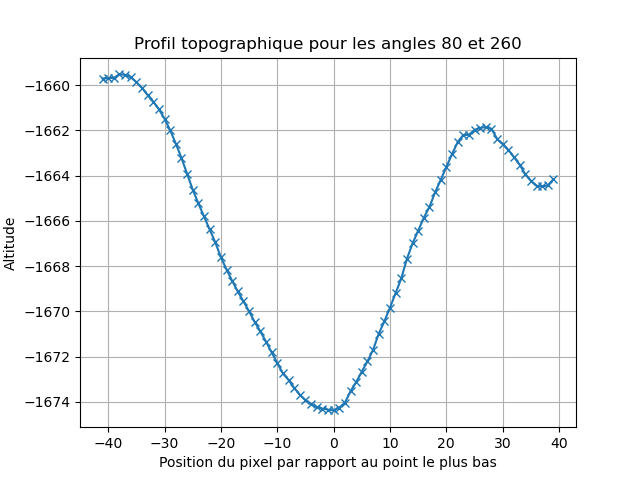 Profil topographique pour les angles 80 et 260
Altitude
−1660
−1662
−1664
−1666
−1668
−1670
−1672
−1674
−40 −30 −20 −10 0 10 20 30 40
Position du pixel par rapport au point le plus bas